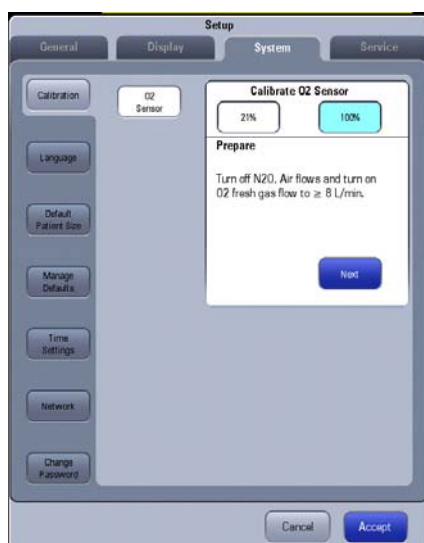 Setup
General
Display
System
Service
Calibration
O2
Sensor
Calibrate O2 Sensor
21%
100%
Prepare
Turn off N2O, Air flows and turn on
O2 fresh gas flow to ≥ 8 L/min.
Next
Language
Default
Patient Size
Manage
Defaults
Time
Settings
Network
Change
Password
Cancel
Accept